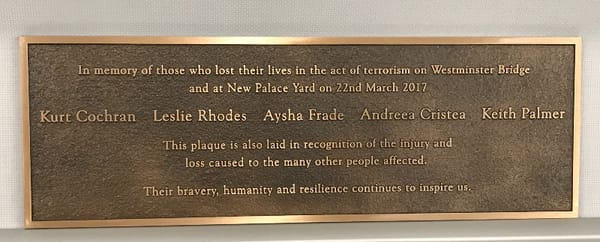 In memory of those who lost their lives in the act of terrorism on Westminster Bridge
and at New Palace Yard on 22nd March 2017
Kurt Cochran Leslie Rhodes Aysha Frade Andreea Cristea Keith Palmer
This plaque is also laid in recognition of the injury and
loss caused to the many other people affected.
Their bravery, humanity and resilience continues to inspire us.